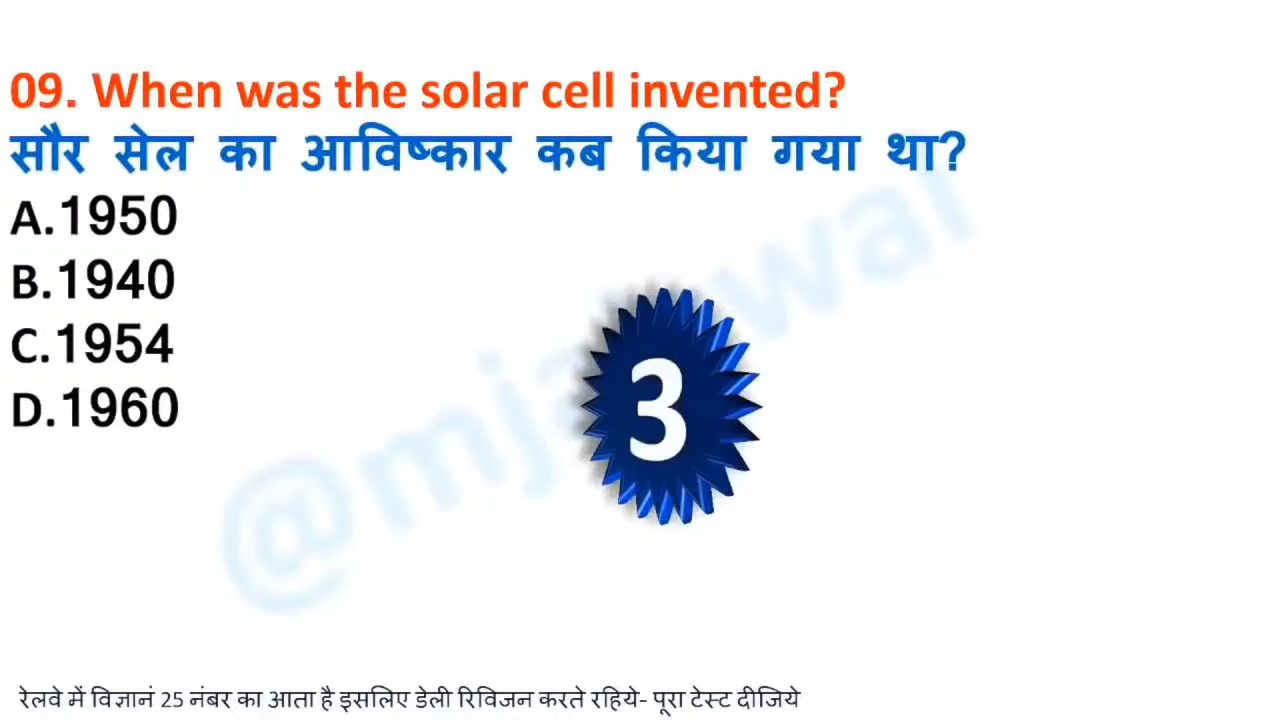 09. When was the solar cell invented?
सौर सेल का आविष्कार कब किया गया था?
A.1950
B.1940
C.1954
D.1960
3
रेलवे में विज्ञानं 25 नंबर का आता है इसलिए डेली रिविजन करते रहिये- पूरा टेस्ट दीजिये